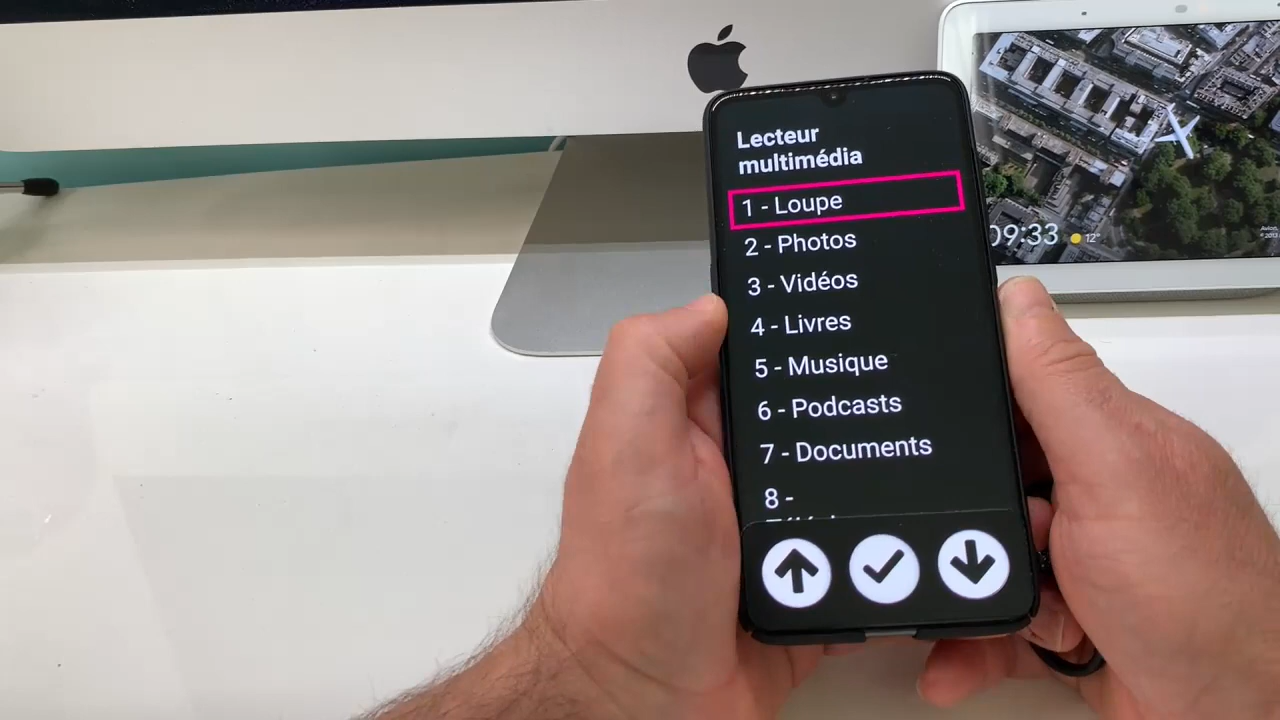 Lecteur
multimédia
1 - Loupe
2 - Photos
3 - Vidéos
4 - Livres
5 - Musique
6 - Podcasts
7 - Documents
8 -
09:33
12°